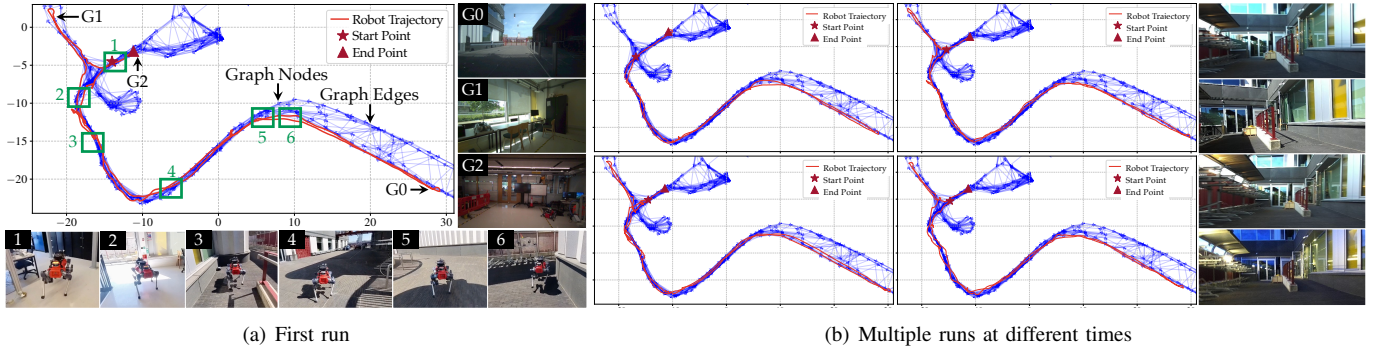 G1
1
G2
2
3
4
5
6
Graph Nodes
Graph Edges
G0
Robot Trajectory
Start Point
End Point
0
−5
−10
−15
−20
−20
−10
0
10
20
30
G0
G1
G2
1
2
3
4
5
6
(a) First run
Robot Trajectory
Start Point
End Point
Robot Trajectory
Start Point
End Point
Robot Trajectory
Start Point
End Point
Robot Trajectory
Start Point
End Point
(b) Multiple runs at different times